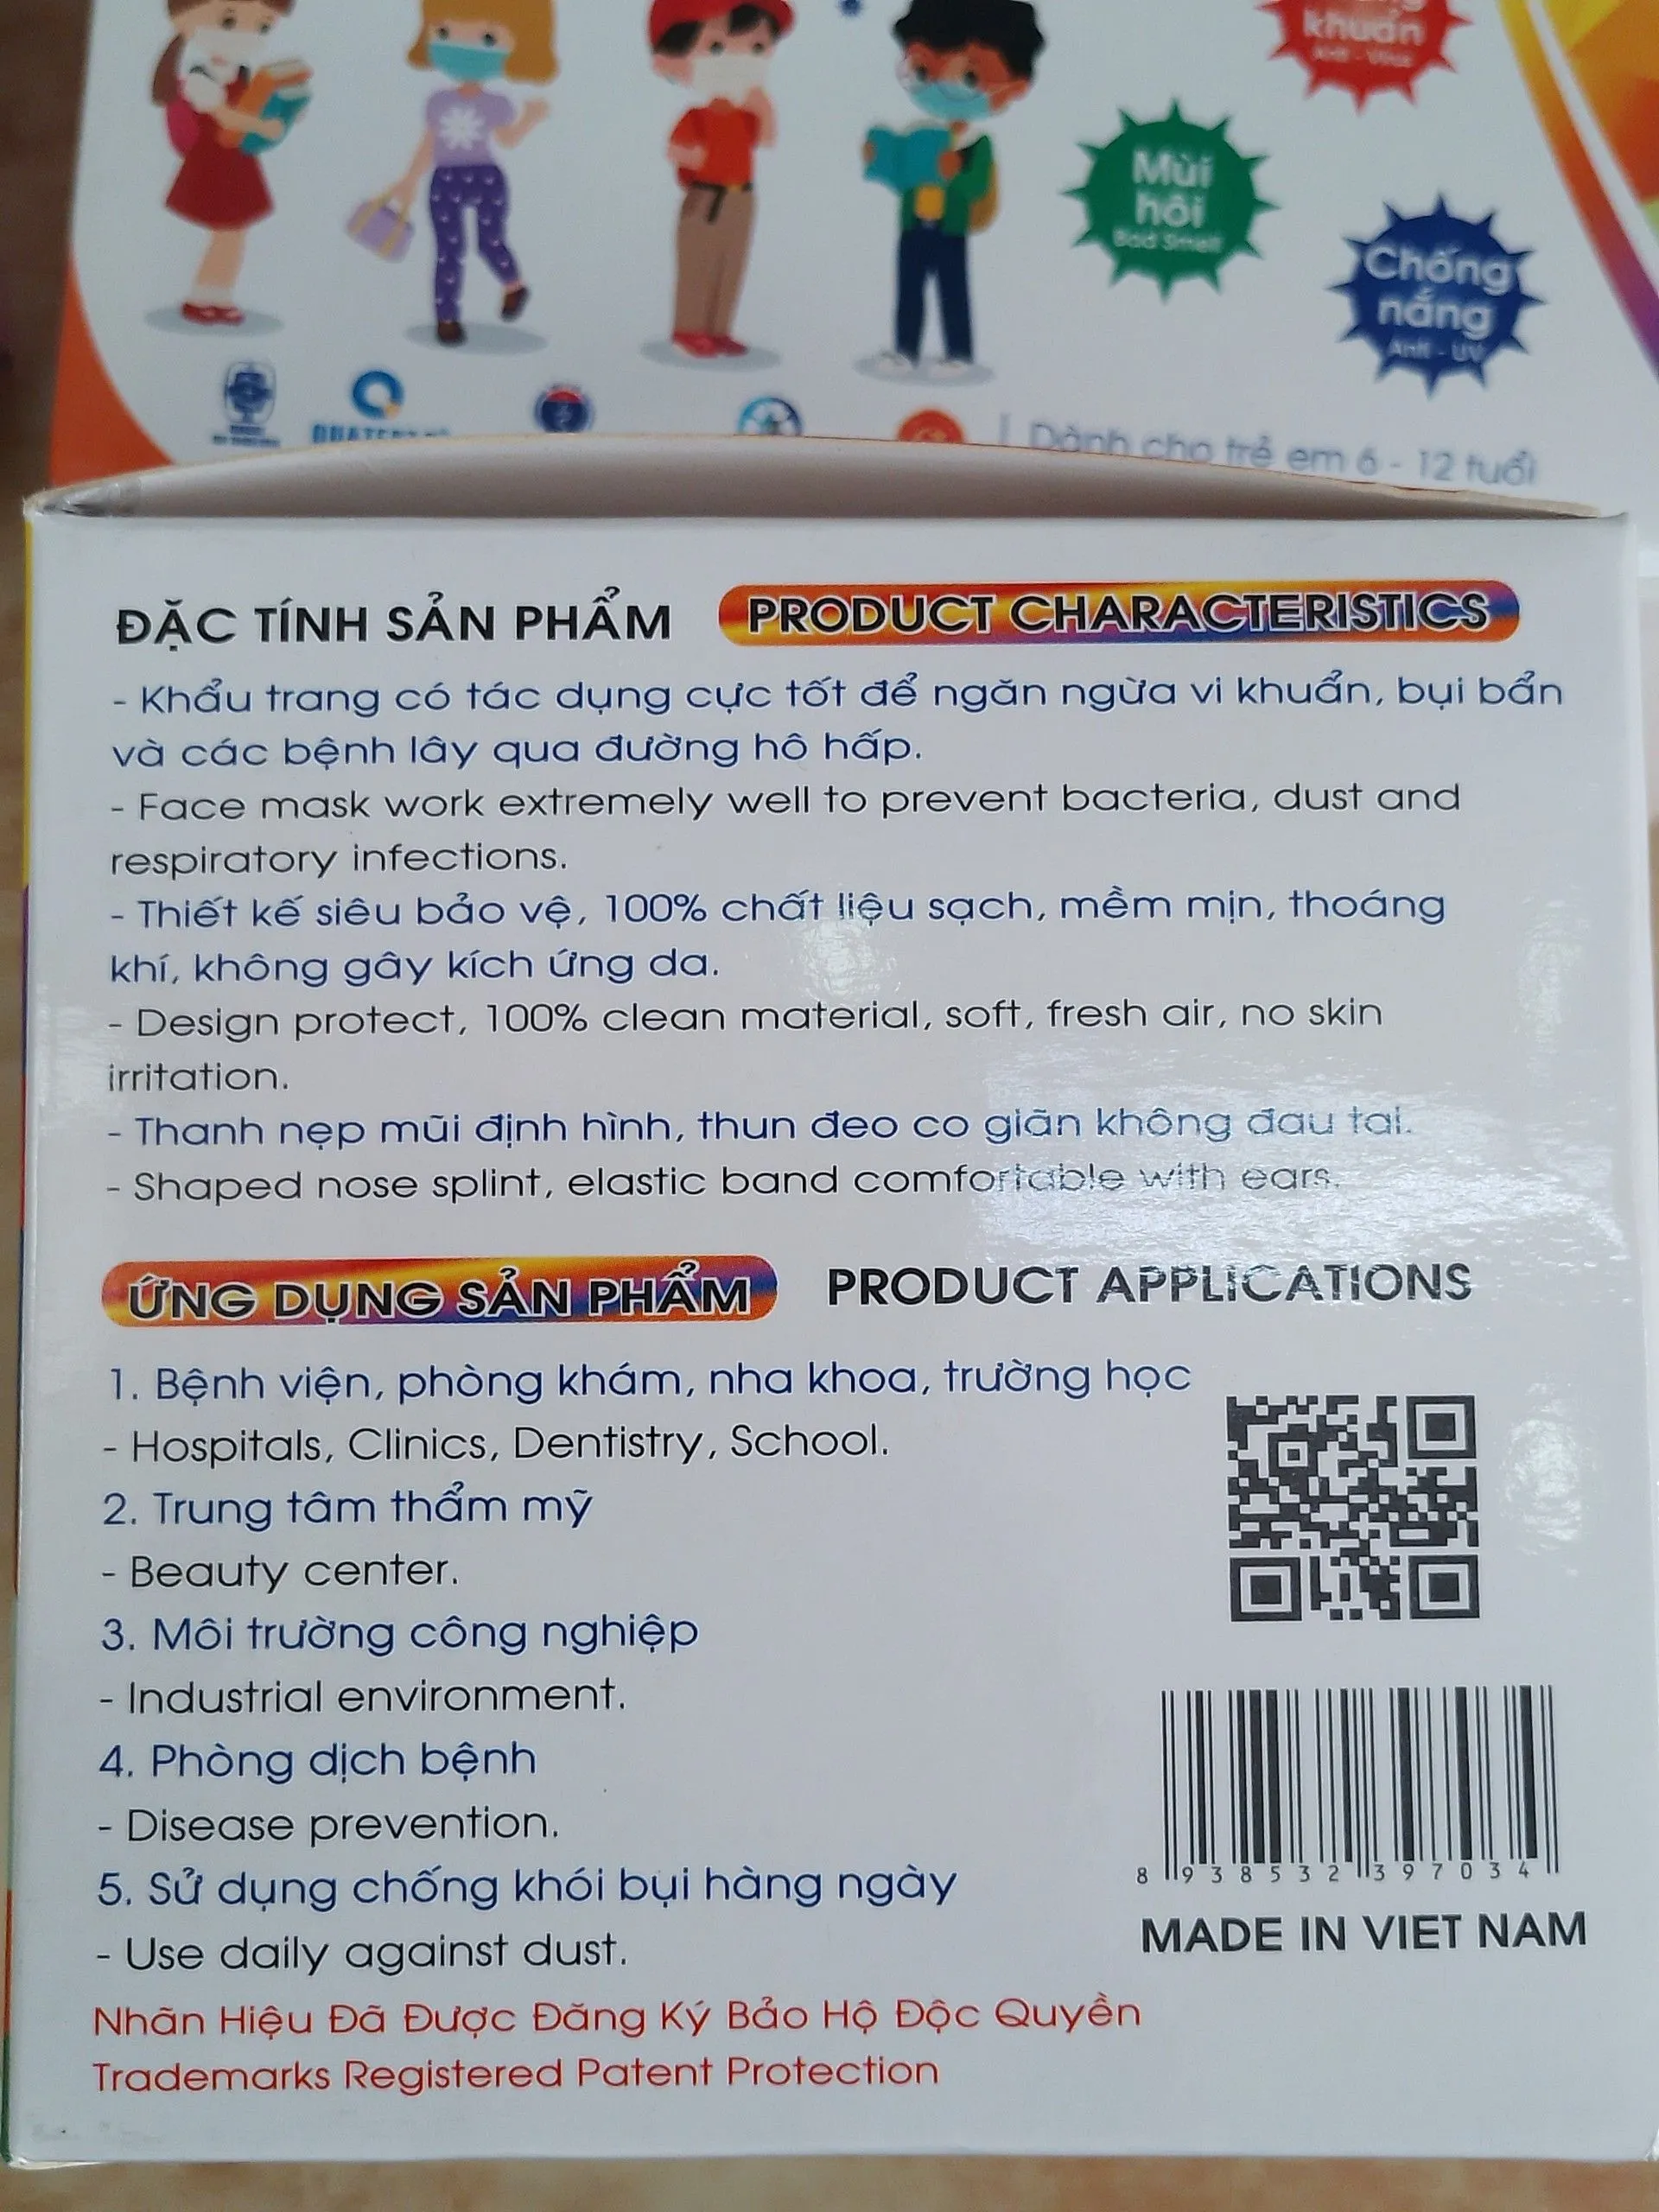 khuẩn
Anti - Virus
Mùi
hôi
Bad Smell
Chống
nắng
Anti - UV
Dành cho trẻ em 6 - 12 tuổi
ĐẶC TÍNH SẢN PHẨM PRODUCT CHARACTERISTICS
- Khẩu trang có tác dụng cực tốt để ngăn ngừa vi khuẩn, bụi bẩn
và các bệnh lây qua đường hô hấp.
- Face mask work extremely well to prevent bacteria, dust and
respiratory infections.
- Thiết kế siêu bảo vệ, 100% chất liệu sạch, mềm mịn, thoáng
khí, không gây kích ứng da.
- Design protect, 100% clean material, soft, fresh air, no skin
irritation.
- Thanh nẹp mũi định hình, thun đeo co giãn không đau tai.
- Shaped nose splint, elastic band comfortable with ears.
ỨNG DỤNG SẢN PHẨM PRODUCT APPLICATIONS
1. Bệnh viện, phòng khám, nha khoa, trường học
- Hospitals, Clinics, Dentistry, School.
2. Trung tâm thẩm mỹ
- Beauty center.
3. Môi trường công nghiệp
- Industrial environment.
4. Phòng dịch bệnh
- Disease prevention.
5. Sử dụng chống khói bụi hàng ngày
- Use daily against dust.
8 938532 397034
MADE IN VIET NAM
Nhãn Hiệu Đã Được Đăng Ký Bảo Hộ Độc Quyền
Trademarks Registered Patent Protection